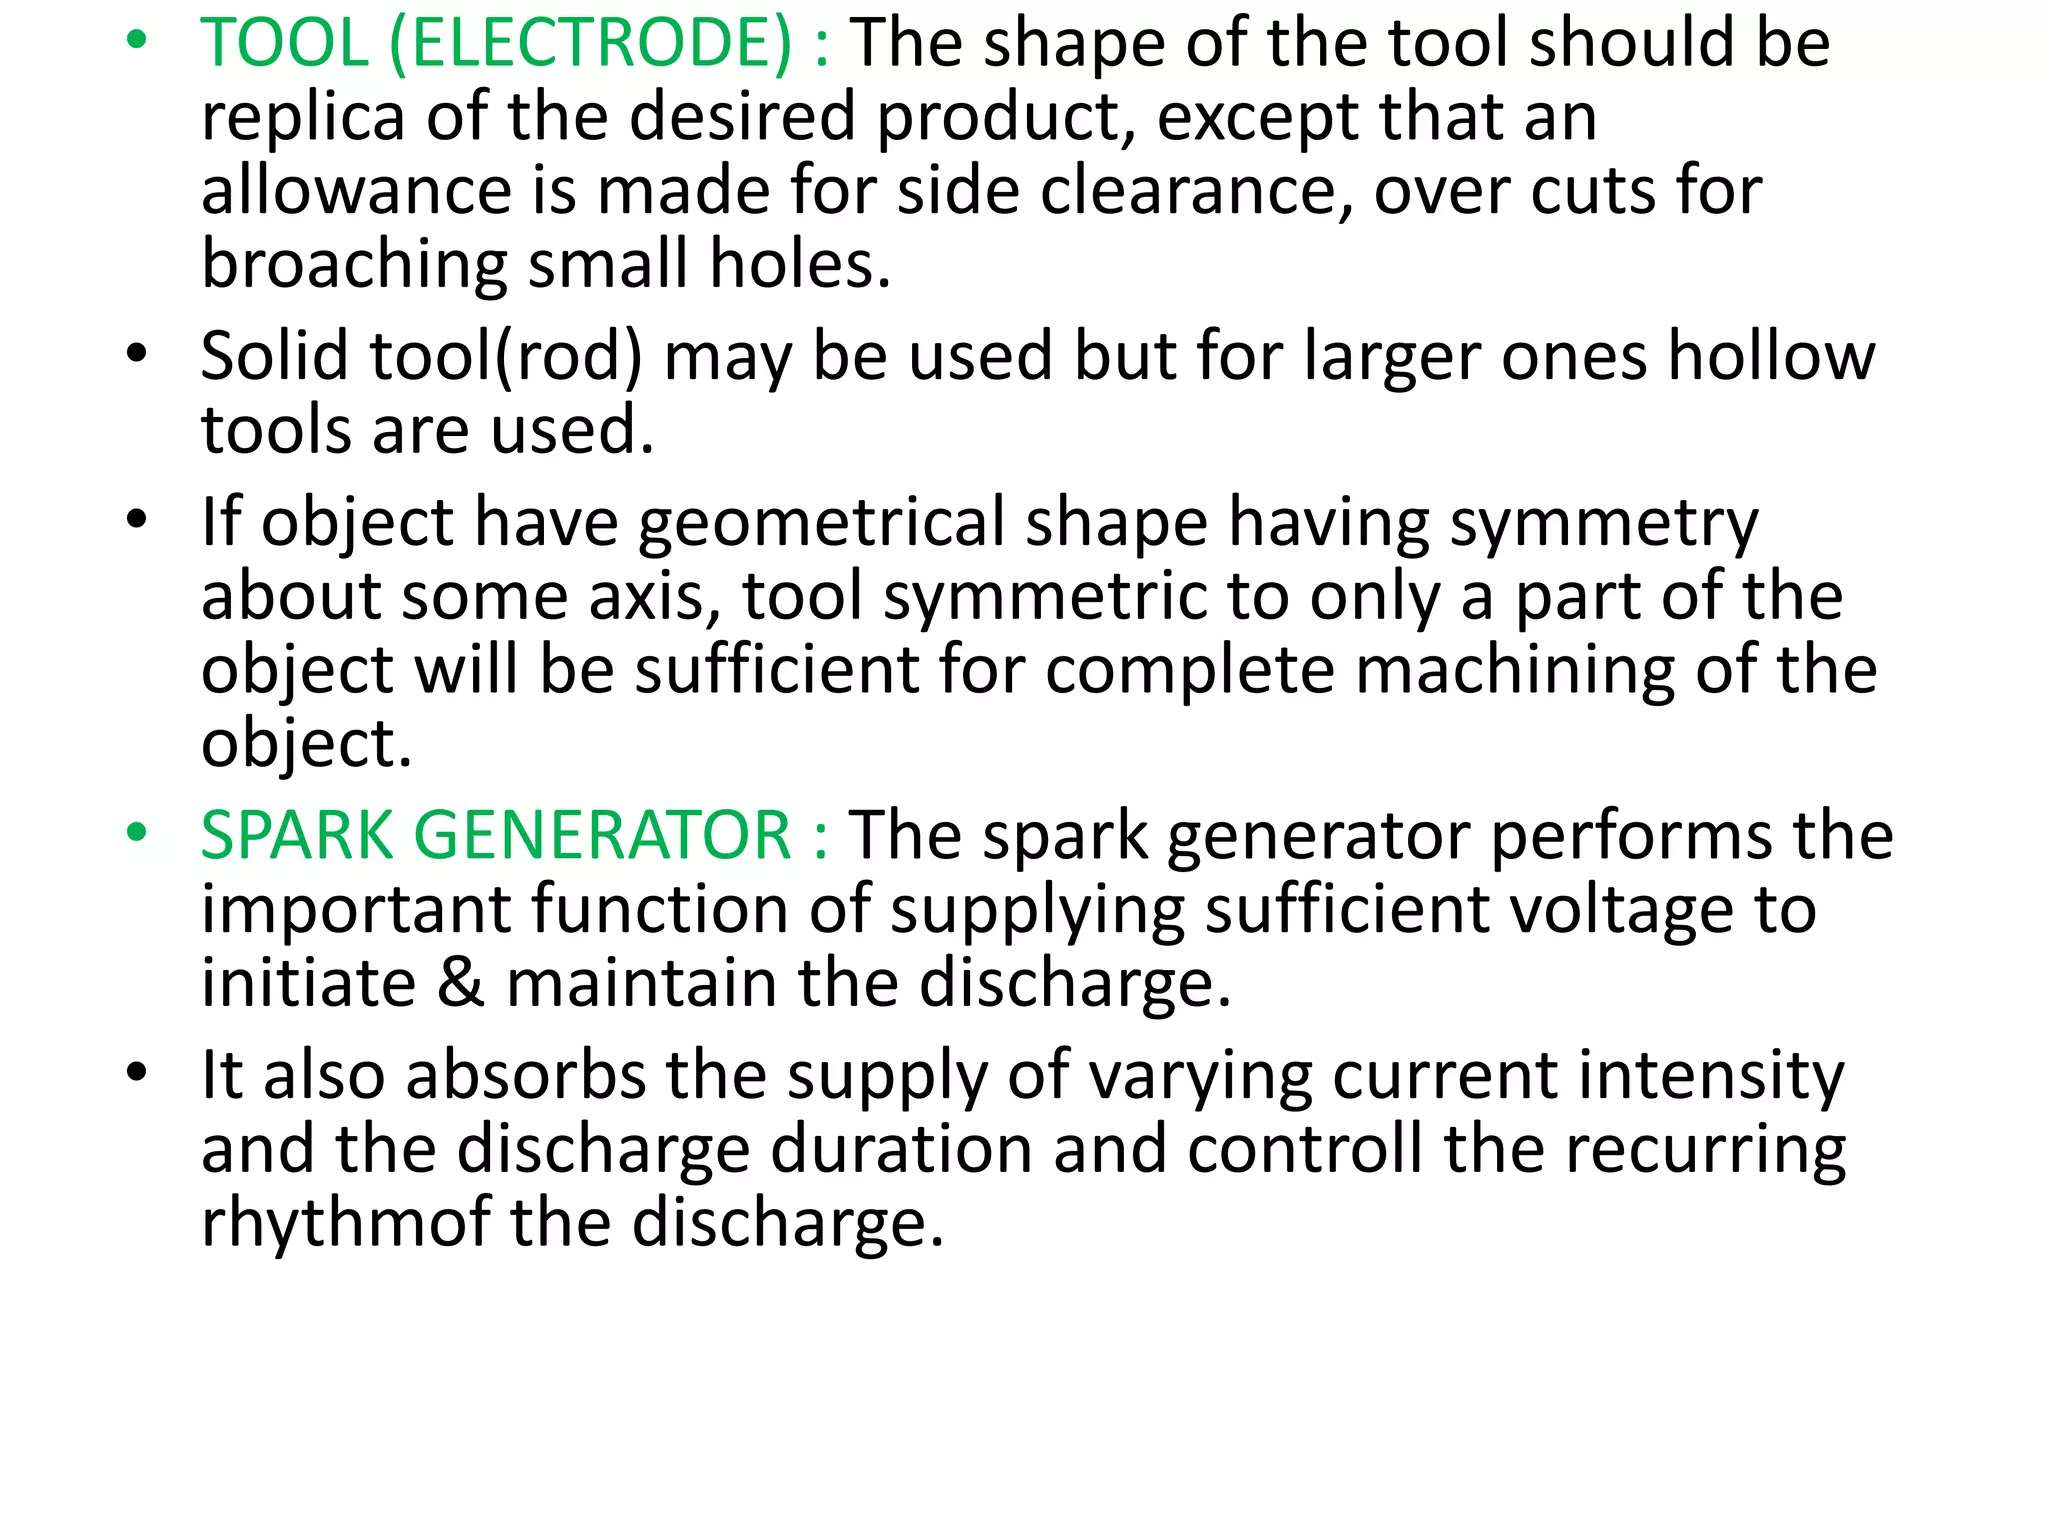 • TOOL (ELECTRODE) : The shape of the tool should be
replica of the desired product, except that an
allowance is made for side clearance, over cuts for
broaching small holes.
• Solid tool(rod) may be used but for larger ones hollow
tools are used.
• If object have geometrical shape having symmetry
about some axis, tool symmetric to only a part of the
object will be sufficient for complete machining of the
object.
• SPARK GENERATOR : The spark generator performs the
important function of supplying sufficient voltage to
initiate & maintain the discharge.
• It also absorbs the supply of varying current intensity
and the discharge duration and controll the recurring
rhythmof the discharge.